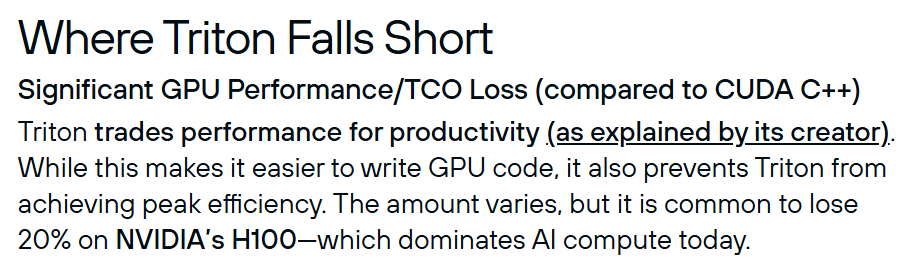 Where Triton Falls Short
Significant GPU Performance/TCO Loss (compared to CUDA C++)
Triton trades performance for productivity (as explained by its creator).
While this makes it easier to write GPU code, it also prevents Triton from
achieving peak efficiency. The amount varies, but it is common to lose
20% on NVIDIA’s H100—which dominates AI compute today.